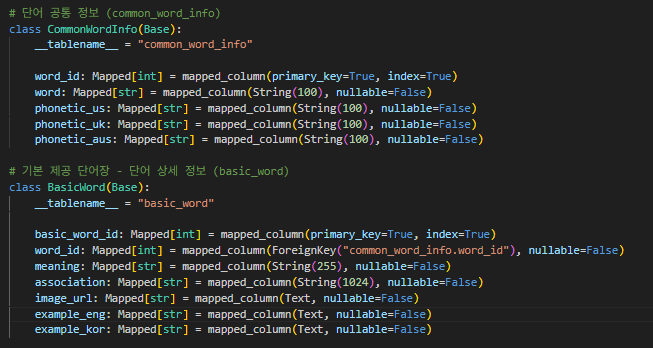 # 단어 공통 정보 (common_word_info)
class CommonWordInfo(Base):
    __tablename__ = "common_word_info"

    word_id: Mapped[int] = mapped_column(primary_key=True, index=True)
    word: Mapped[str] = mapped_column(String(100), nullable=False)
    phonetic_us: Mapped[str] = mapped_column(String(100), nullable=False)
    phonetic_uk: Mapped[str] = mapped_column(String(100), nullable=False)
    phonetic_aus: Mapped[str] = mapped_column(String(100), nullable=False)

# 기본 제공 단어장 - 단어 상세 정보 (basic_word)
class BasicWord(Base):
    __tablename__ = "basic_word"

    basic_word_id: Mapped[int] = mapped_column(primary_key=True, index=True)
    word_id: Mapped[int] = mapped_column(ForeignKey("common_word_info.word_id"), nullable=False)
    meaning: Mapped[str] = mapped_column(String(255), nullable=False)
    association: Mapped[str] = mapped_column(String(1024), nullable=False)
    image_url: Mapped[str] = mapped_column(Text, nullable=False)
    example_eng: Mapped[str] = mapped_column(Text, nullable=False)
    example_kor: Mapped[str] = mapped_column(Text, nullable=False)